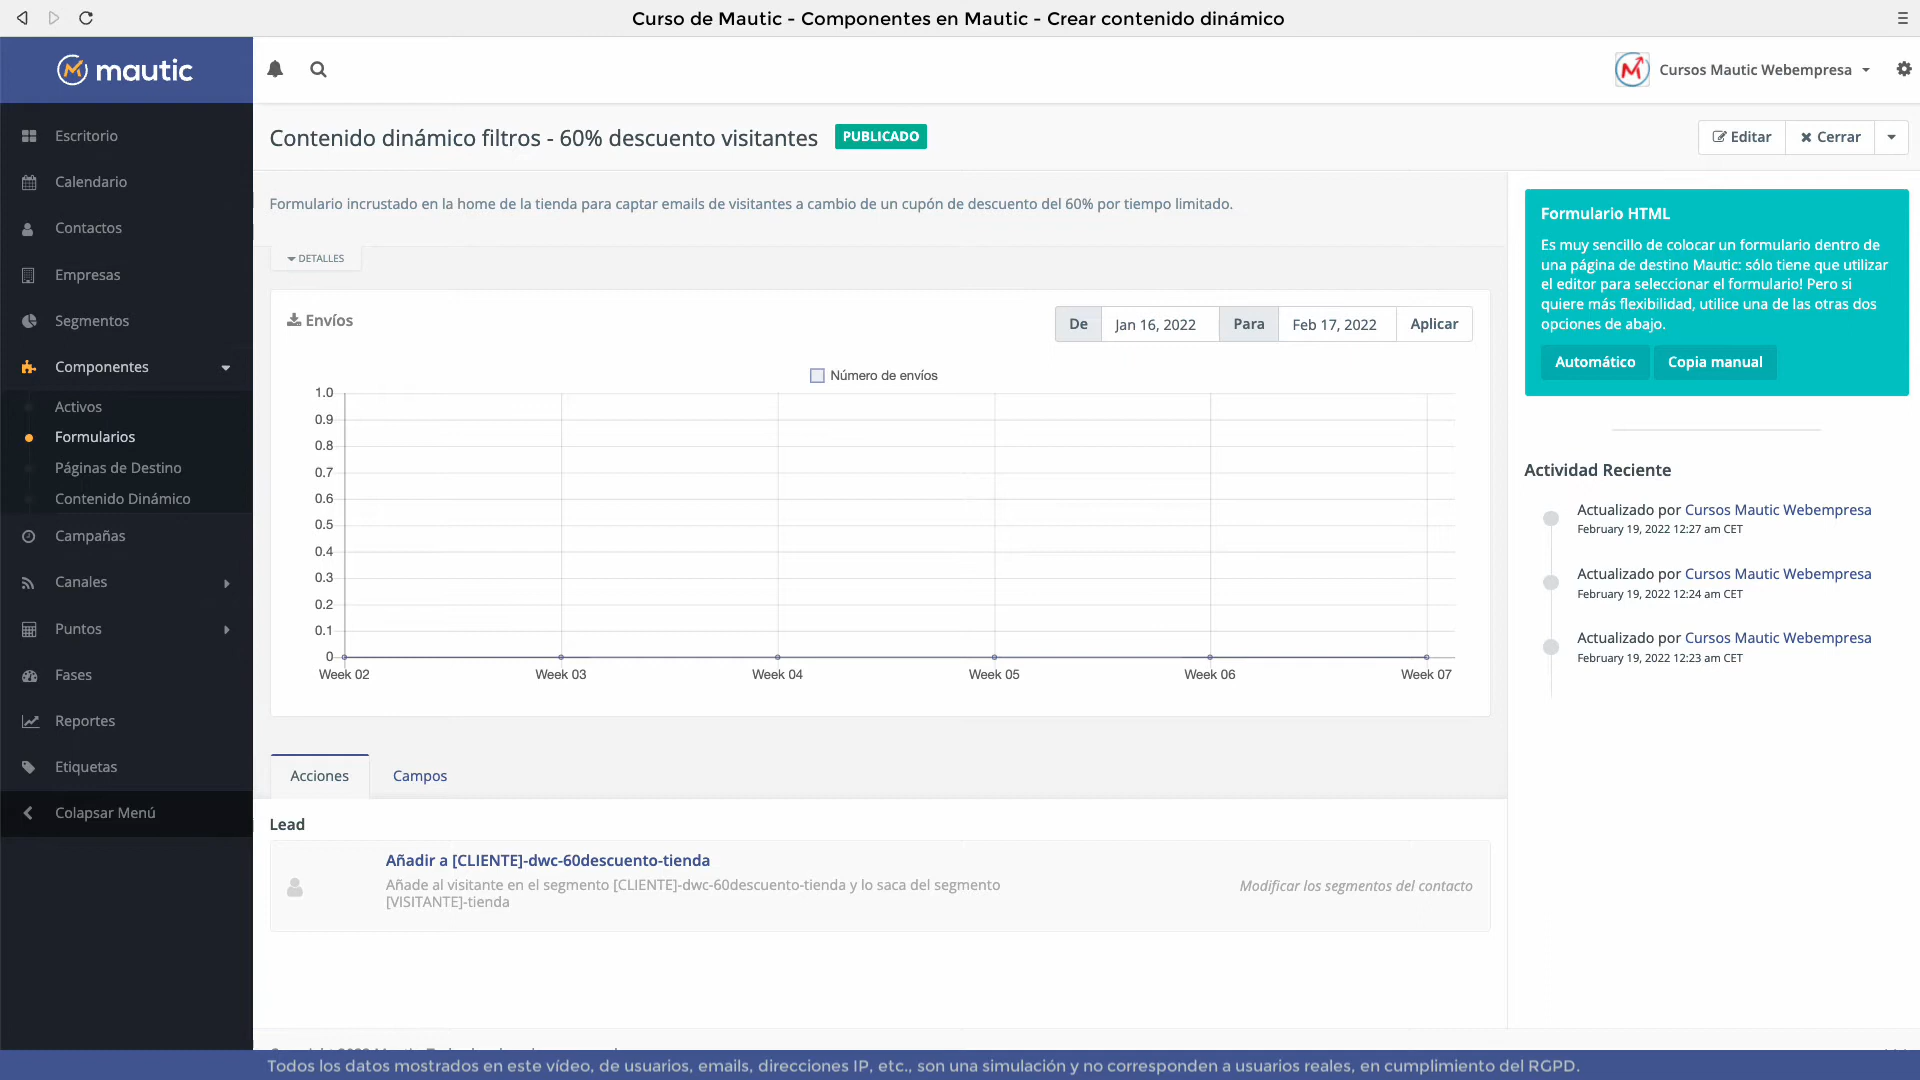 Curso de Mautic - Componentes en Mautic - Crear contenido dinámico
mautic
Cursos Mautic Webempresa
Escritorio
Calendario
Contactos
Empresas
Segmentos
Componentes
Activos
Formularios
Páginas de Destino
Contenido Dinámico
Campañas
Canales
Puntos
Fases
Reportes
Etiquetas
Colapsar Menú
Contenido dinámico filtros - 60% descuento visitantes
PUBLICADO
Editar
Cerrar
Formulario incrustado en la home de la tienda para captar emails de visitantes a cambio de un cupón de descuento del 60% por tiempo limitado.
DETALLES
Envíos
De
Jan 16, 2022
Para
Feb 17, 2022
Aplicar
Número de envíos
1.0
0.9
0.8
0.7
0.6
0.5
0.4
0.3
0.2
0.1
0
Week 02
Week 03
Week 04
Week 05
Week 06
Week 07
Acciones
Campos
Lead
Añadir a [CLIENTE]-dwc-60descuento-tienda
Añade al visitante en el segmento [CLIENTE]-dwc-60descuento-tienda y lo saca del segmento
[VISITANTE]-tienda
Modificar los segmentos del contacto
Formulario HTML
Es muy sencillo de colocar un formulario dentro de
una página de destino Mautic: sólo tiene que utilizar
el editor para seleccionar el formulario! Pero si
quiere más flexibilidad, utilice una de las otras dos
opciones de abajo.
Automático
Copia manual
Actividad Reciente
Actualizado por Cursos Mautic Webempresa
February 19, 2022 12:27 am CET
Actualizado por Cursos Mautic Webempresa
February 19, 2022 12:24 am CET
Actualizado por Cursos Mautic Webempresa
February 19, 2022 12:23 am CET
Todos los datos mostrados en este vídeo, de usuarios, emails, direcciones IP, etc., son una simulación y no corresponden a usuarios reales, en cumplimiento del RGPD.